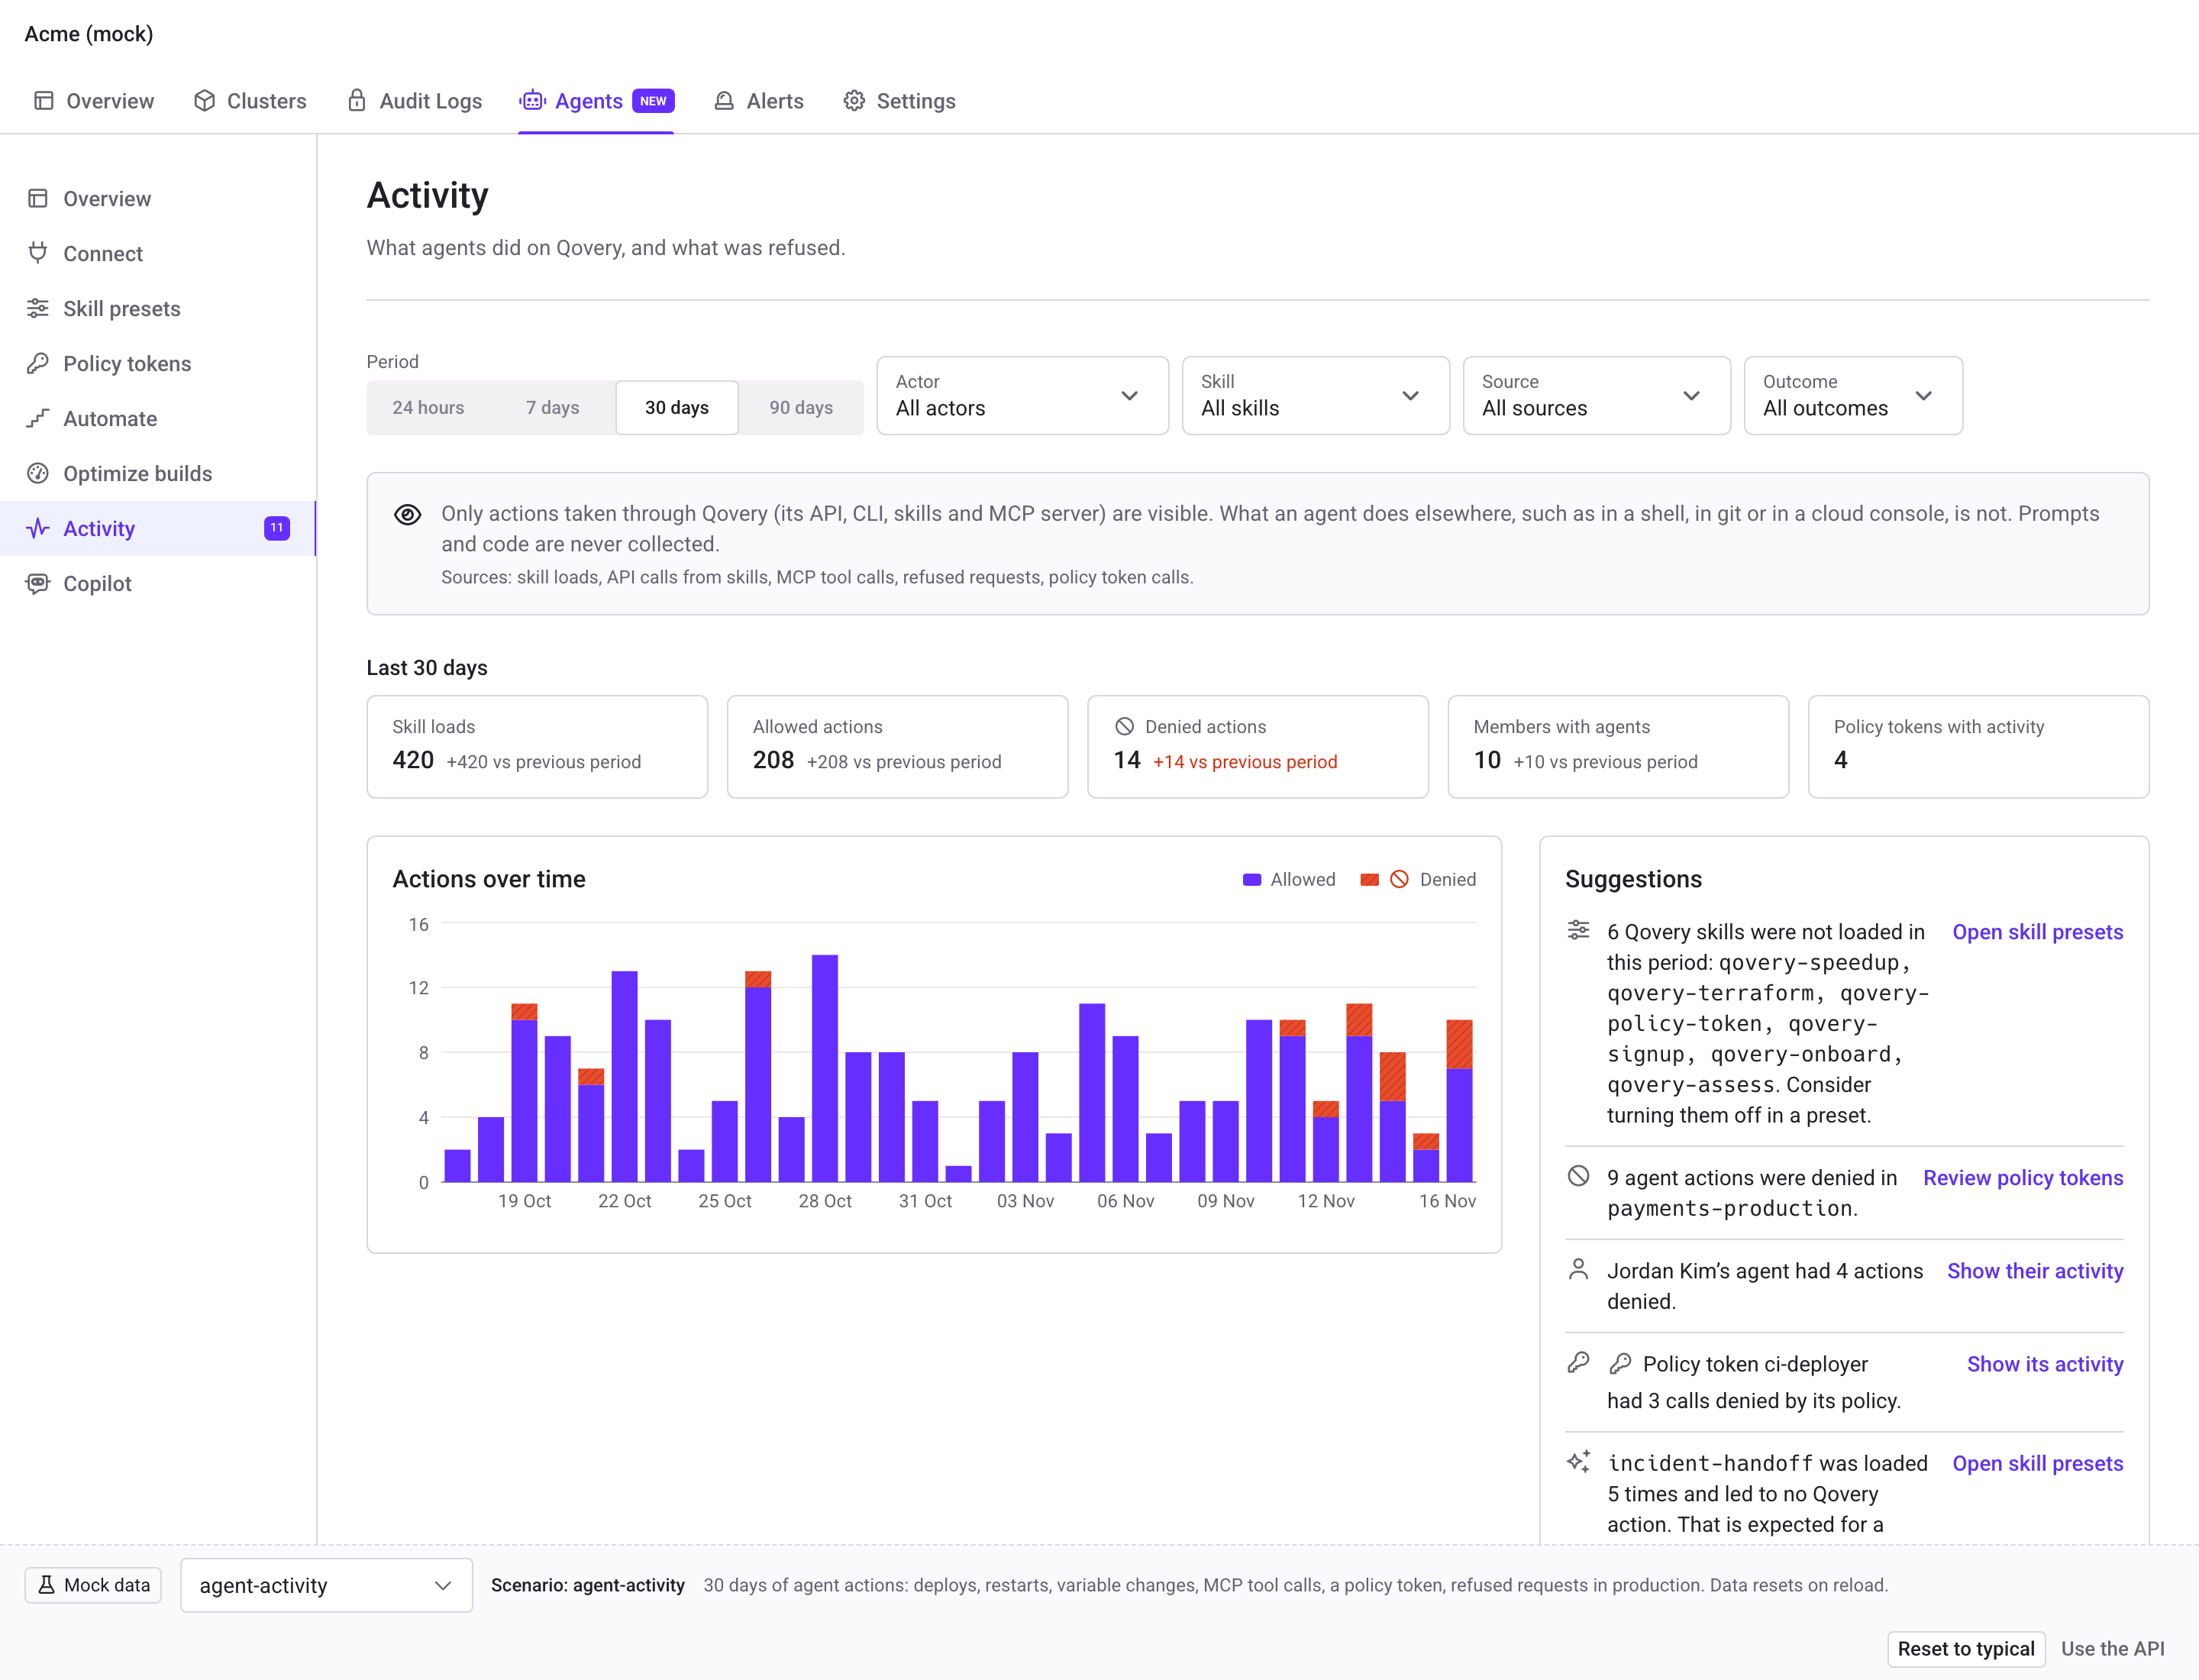 Acme (mock)
Overview
Clusters
Audit Logs
Agents NEW
Alerts
Settings
Overview
Connect
Skill presets
Policy tokens
Automate
Optimize builds
Activity 11
Copilot
Activity
What agents did on Qovery, and what was refused.
Period
24 hours 7 days 30 days 90 days
Actor
All actors
Skill
All skills
Source
All sources
Outcome
All outcomes
Only actions taken through Qovery (its API, CLI, skills and MCP server) are visible. What an agent does elsewhere, such as in a shell, in git or in a cloud console, is not. Prompts
and code are never collected.
Sources: skill loads, API calls from skills, MCP tool calls, refused requests, policy token calls.
Last 30 days
Skill loads
420 +420 vs previous period
Allowed actions
208 +208 vs previous period
Denied actions
14 +14 vs previous period
Members with agents
10 +10 vs previous period
Policy tokens with activity
4
Actions over time
Allowed Denied
16
12
8
4
0
19 Oct 22 Oct 25 Oct 28 Oct 31 Oct 03 Nov 06 Nov 09 Nov 12 Nov 16 Nov
Suggestions
6 Qovery skills were not loaded in
this period: qovery-speedup,
qovery-terraform, qovery-
policy-token, qovery-
signup, qovery-onboard,
qovery-assess. Consider
turning them off in a preset.
Open skill presets
9 agent actions were denied in
payments-production.
Review policy tokens
Jordan Kim’s agent had 4 actions
denied.
Show their activity
Policy token ci-deployer
had 3 calls denied by its policy.
Show its activity
incident-handoff was loaded
5 times and led to no Qovery
action. That is expected for a
Open skill presets
Mock data
agent-activity
Scenario: agent-activity 30 days of agent actions: deploys, restarts, variable changes, MCP tool calls, a policy token, refused requests in production. Data resets on reload.
Reset to typical
Use the API